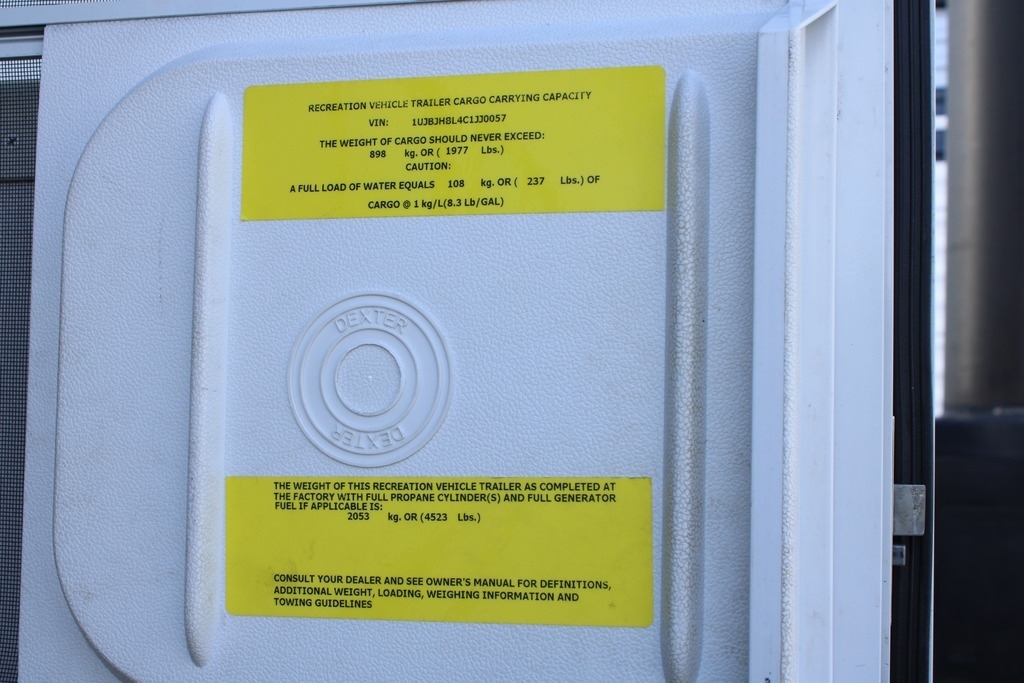 RECREATION VEHICLE TRAILER CARGO CARRYING CAPACITY
VIN: 1UJBJH8L4C1JJ0057
THE WEIGHT OF CARGO SHOULD NEVER EXCEED:
898 kg. OR ( 1977 Lbs.)
CAUTION:
A FULL LOAD OF WATER EQUALS 108 kg. OR ( 237 Lbs.) OF
CARGO @ 1 kg/L(8.3 Lb/GAL)
DEXTER
DEXTER
THE WEIGHT OF THIS RECREATION VEHICLE TRAILER AS COMPLETED AT
THE FACTORY WITH FULL PROPANE CYLINDER(S) AND FULL GENERATOR
FUEL IF APPLICABLE IS:
2053 kg. OR (4523 Lbs.)
CONSULT YOUR DEALER AND SEE OWNER'S MANUAL FOR DEFINITIONS,
ADDITIONAL WEIGHT, LOADING, WEIGHING INFORMATION AND
TOWING GUIDELINES